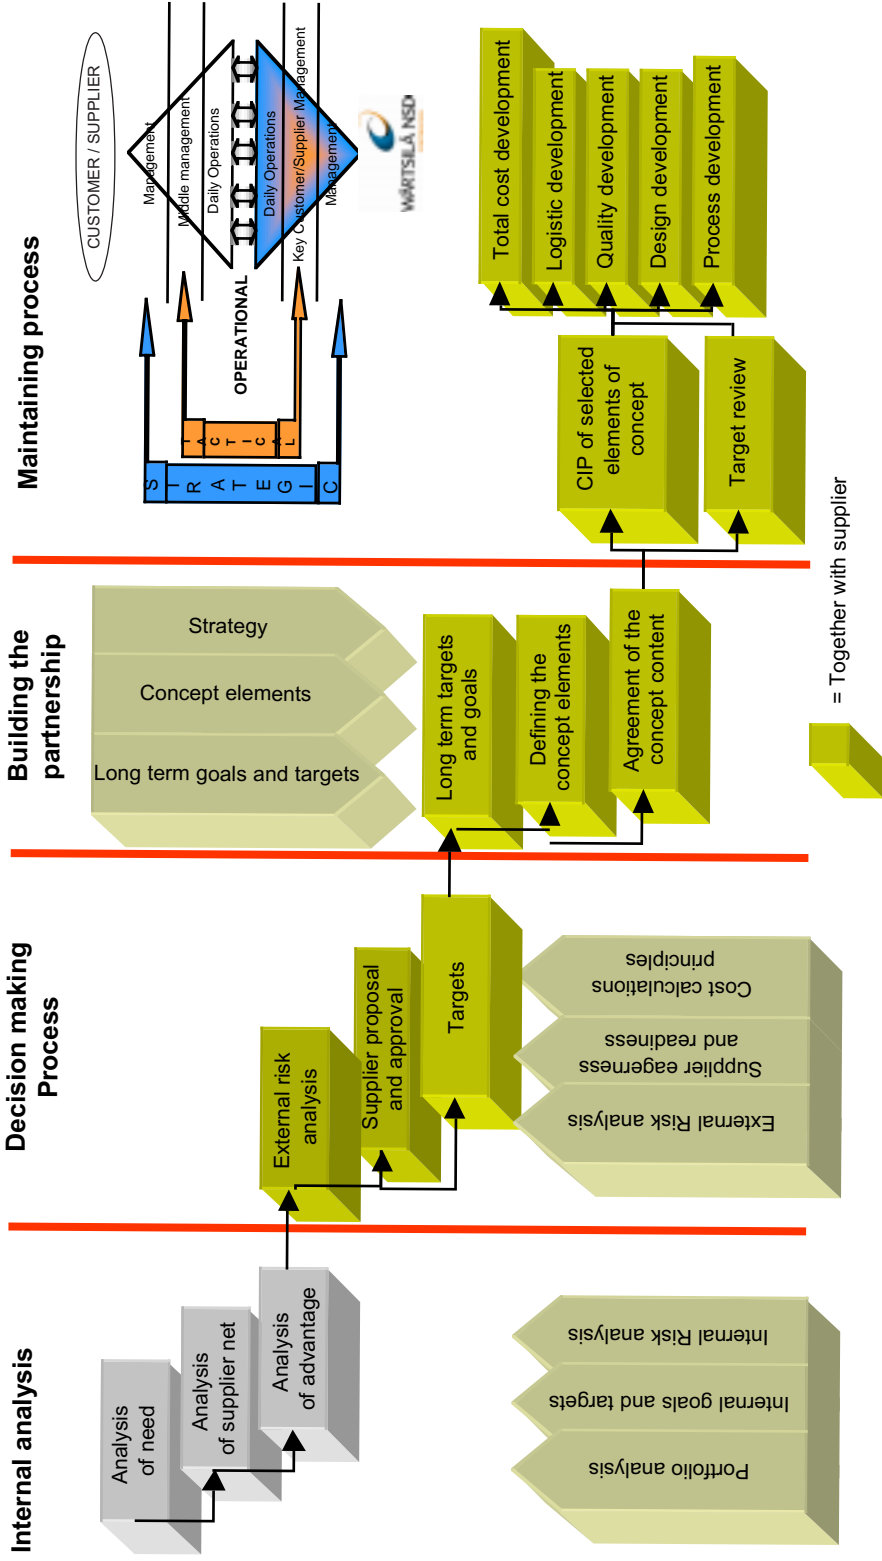 Internal analysis
Analysis
of need
Analysis
of supplier net
Analysis
of advantage
Portfolio analysis
Internal goals and targets
Internal Risk analysis
Decision making
Process
External risk
analysis
Supplier proposal
and approval
Targets
External Risk analysis
Supplier eagerness
and readiness
Cost calculations
principles
Building the
partnership
Long term goals and targets
Concept elements
Strategy
Long term targets
and goals
Defining the
concept elements
Agreement of the
concept content
Maintaining process
STRATEGIC
TACTICAL
OPERATIONAL
CUSTOMER / SUPPLIER
Management
Middle management
Daily Operations
Daily Operations
Key Customer/Supplier Management
Management
WÄRTSILÄ NSD
CIP of selected
elements of
concept
Target review
Total cost development
Logistic development
Quality development
Design development
Process development
= Together with supplier